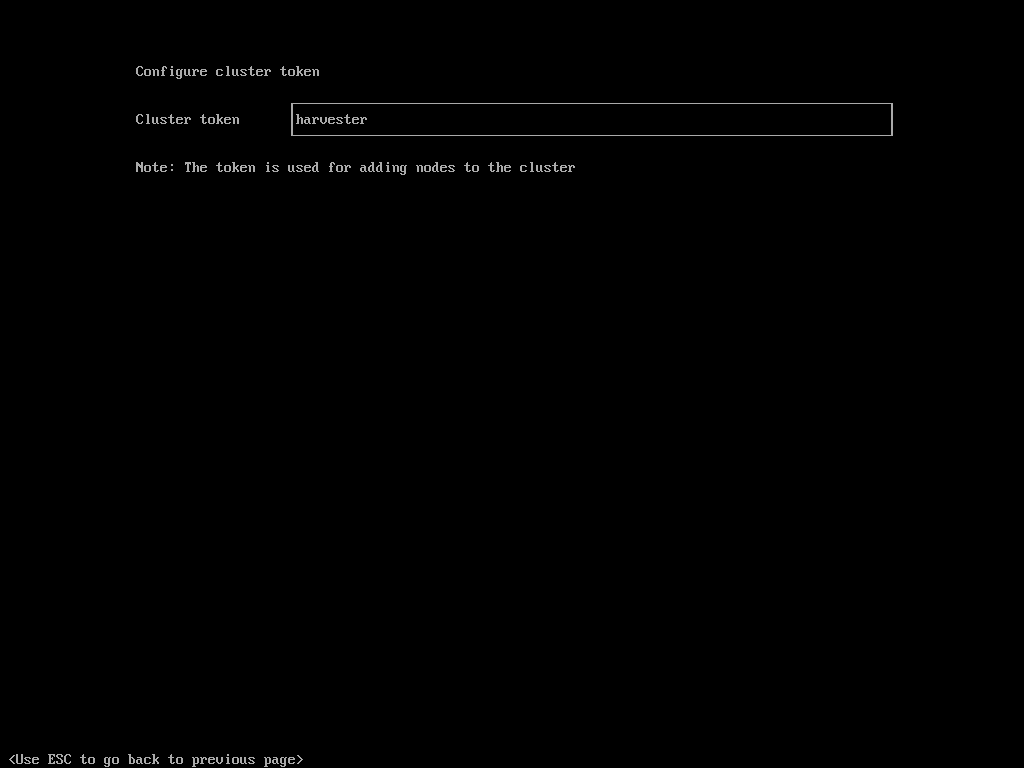 Configure cluster token
Cluster token harvester
Note: The token is used for adding nodes to the cluster
<Use ESC to go back to previous page>